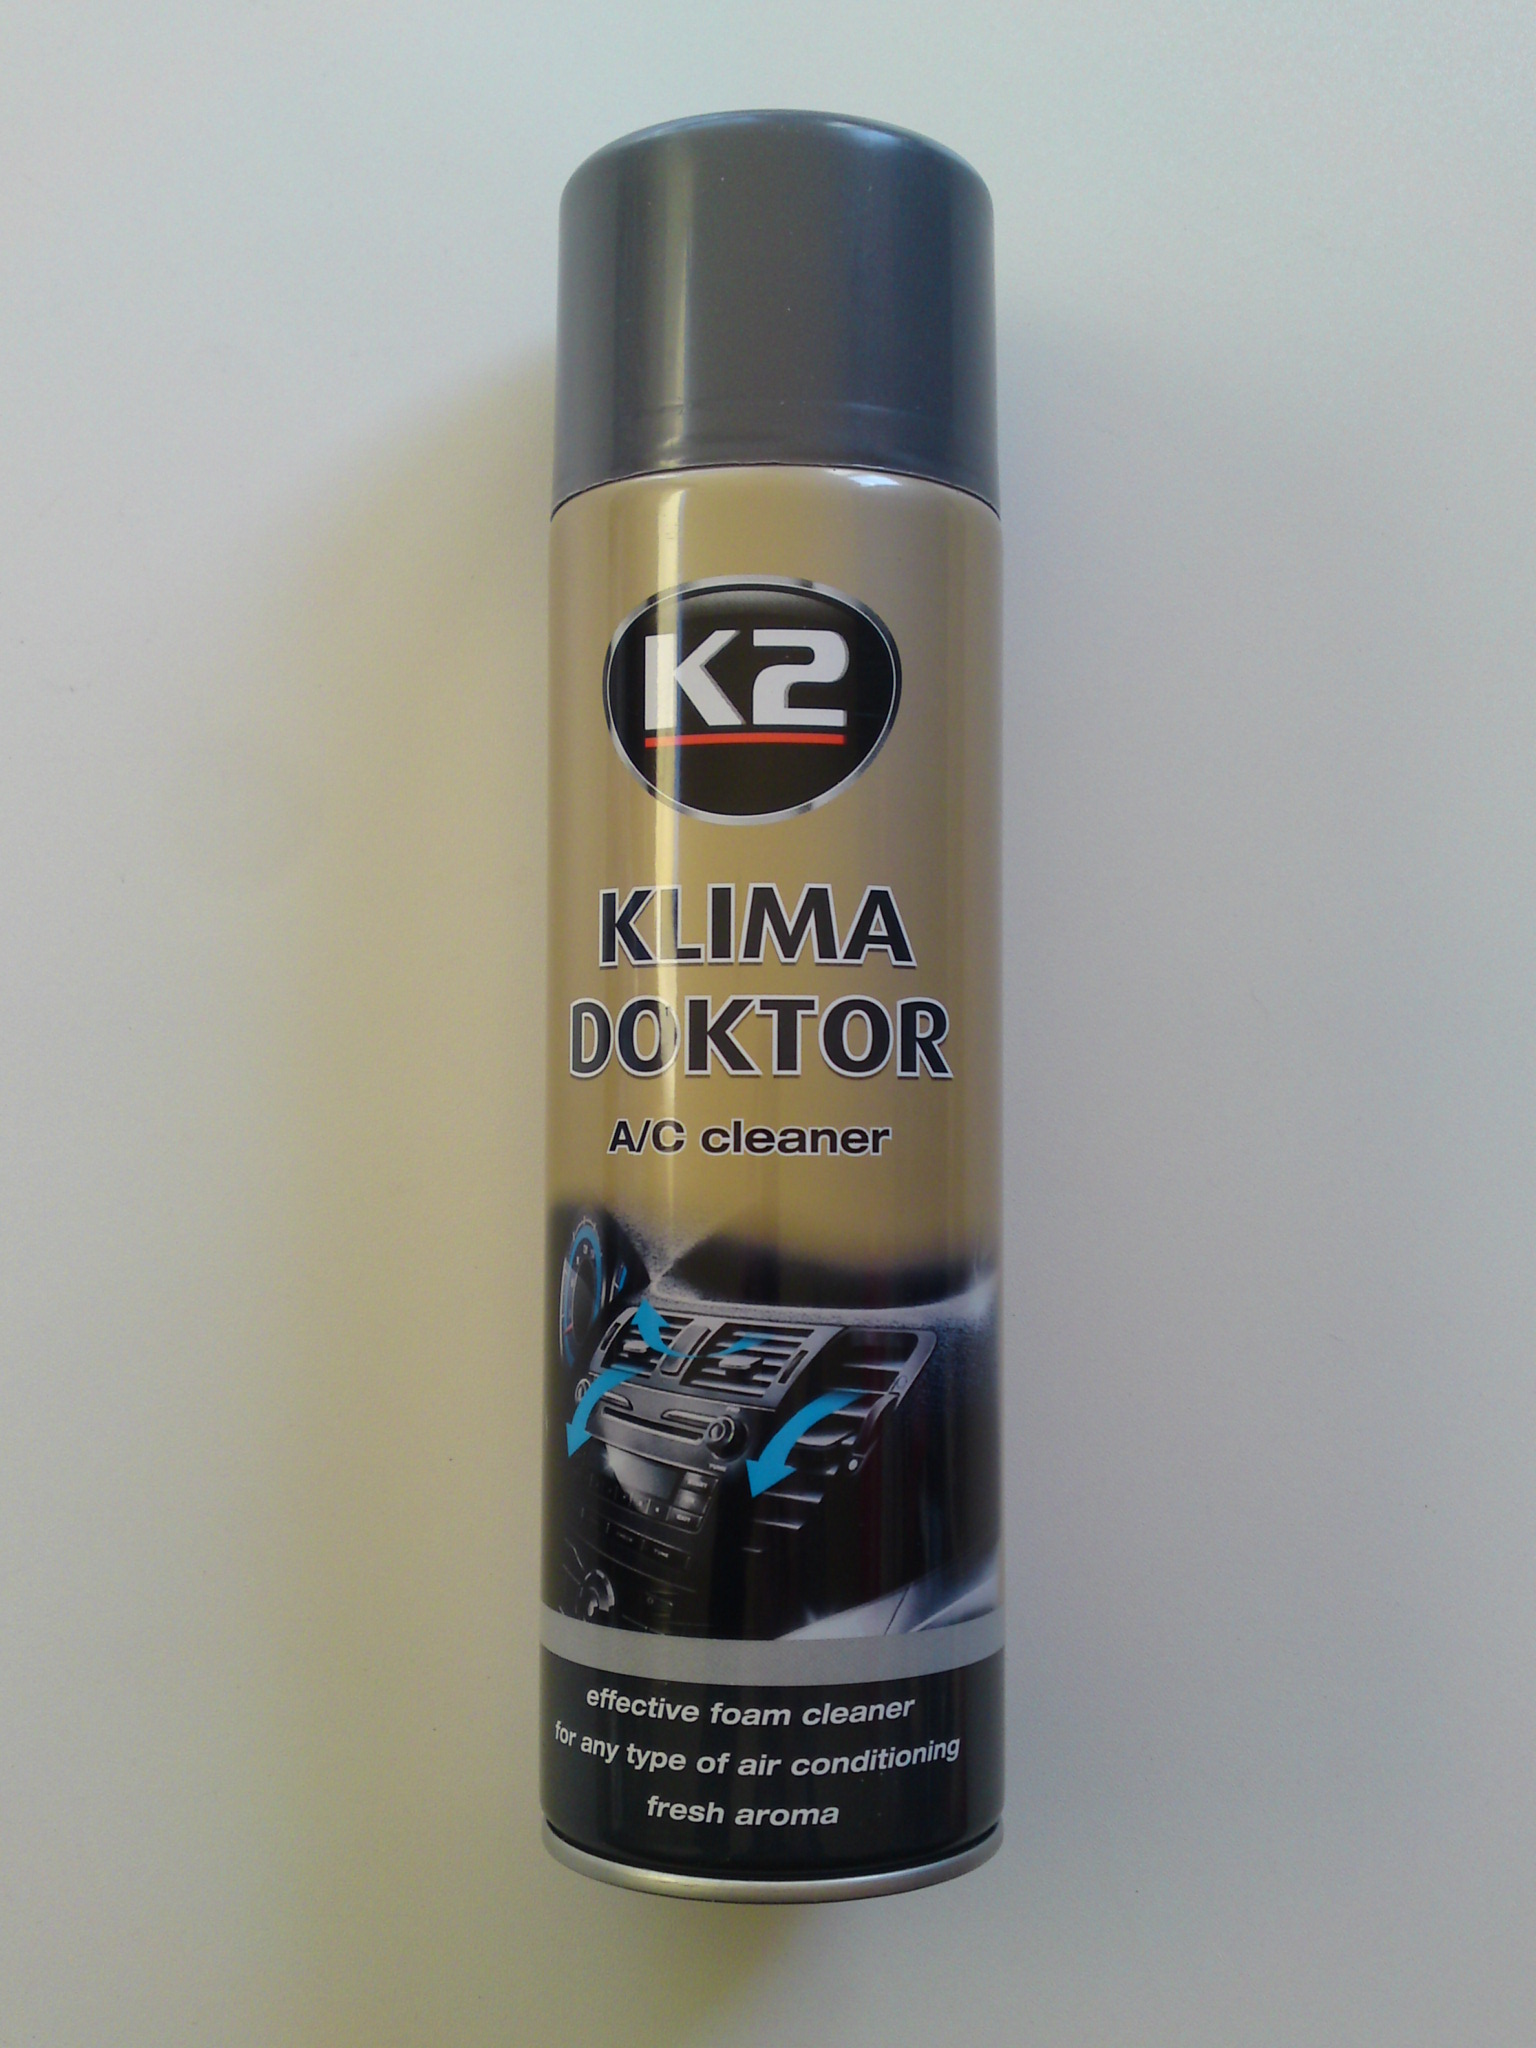 K2
KLIMA
DOKTOR
A/C cleaner
effective foam cleaner
for any type of air conditioning
fresh aroma